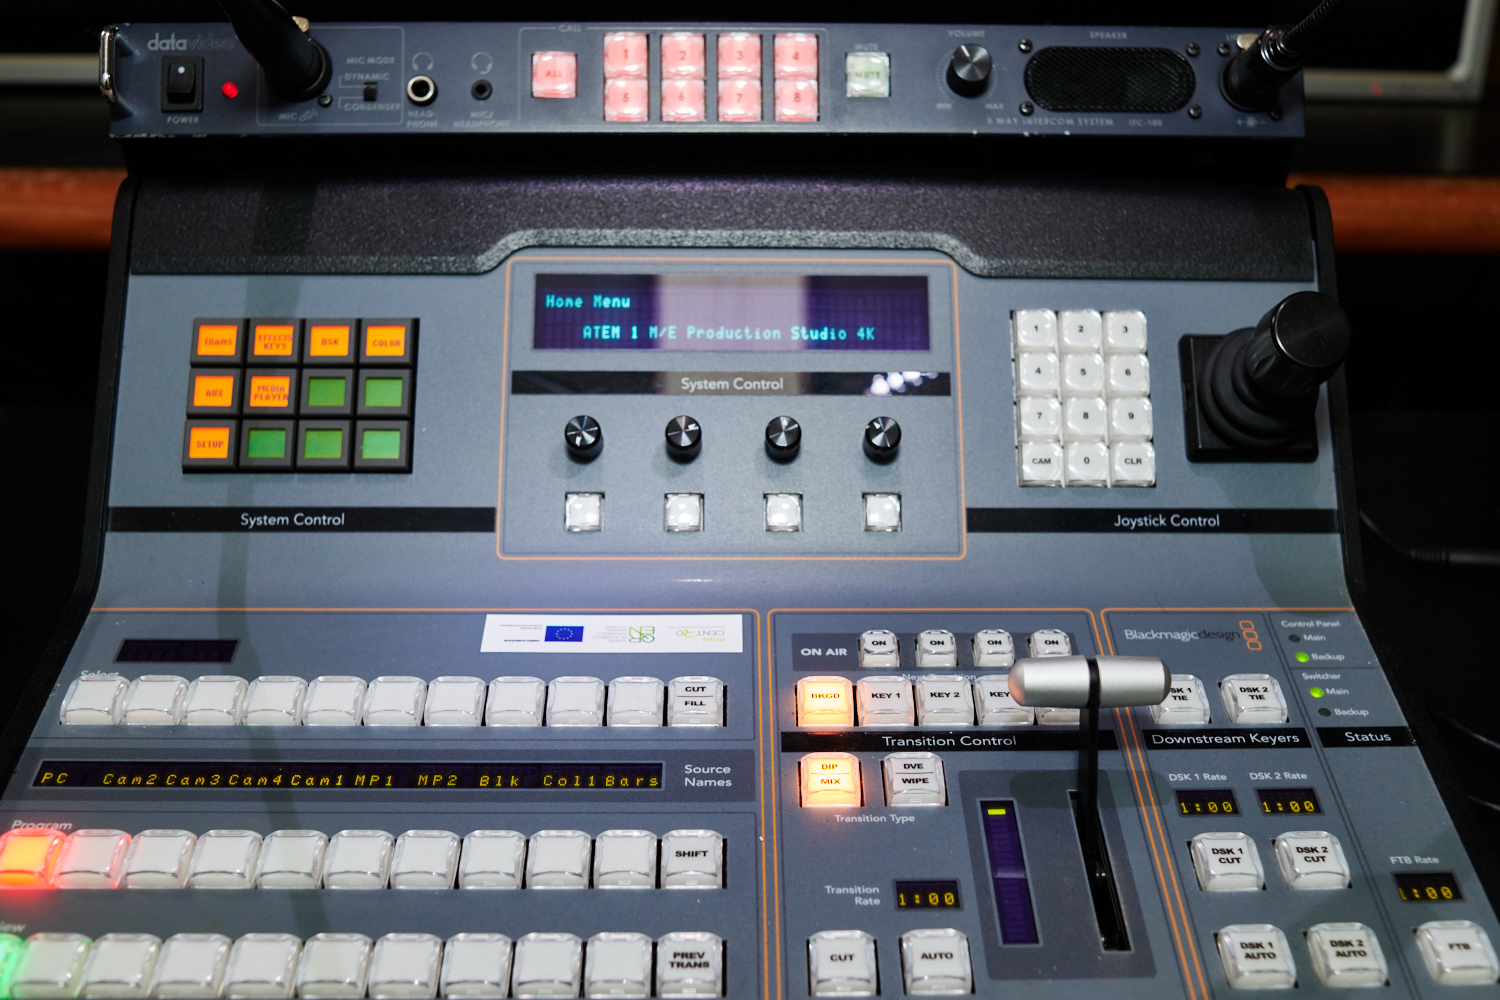 datavideo
POWER
MIC MODE
DYNAMIC
CONDENSER
MIC
HEAD-
PHONE
MIC/
HEADPHONE
CALL
ALL
1 2 3 4
5 6 7 8
MUTE
MUTE
VOLUME
MIN MAX
SPEAKER
8 WAY INTERCOM SYSTEM ITC-100
TRANS EFFECTS KEYS DSK COLOR
AUX MEDIA PLAYER
SETUP
System Control
Home Menu
ATEM 1 M/E Production Studio 4K
System Control
1 2 3
4 5 6
7 8 9
CAM 0 CLR
Joystick Control
Select
CUT
FILL
PC Cam2 Cam3 Cam4 Cam1 MP1 MP2 Blk Col1 Bars
Source
Names
Program
SHIFT
PREV
TRANS
CENTRO
ON AIR
ON ON ON ON
BKGD KEY 1 KEY 2 KEY
Transition Control
DIP
MIX
DVE
WIPE
Transition Type
Transition
Rate
1:00
CUT AUTO
Blackmagicdesign
DSK 2
TIE
Downstream Keyers
DSK 1 Rate DSK 2 Rate
1:00 1:00
DSK 1
CUT
DSK 2
CUT
DSK 1
AUTO
DSK 2
AUTO
Control Panel
Main
Backup
Switcher
Main
Backup
Status
FTB Rate
1:00
FTB